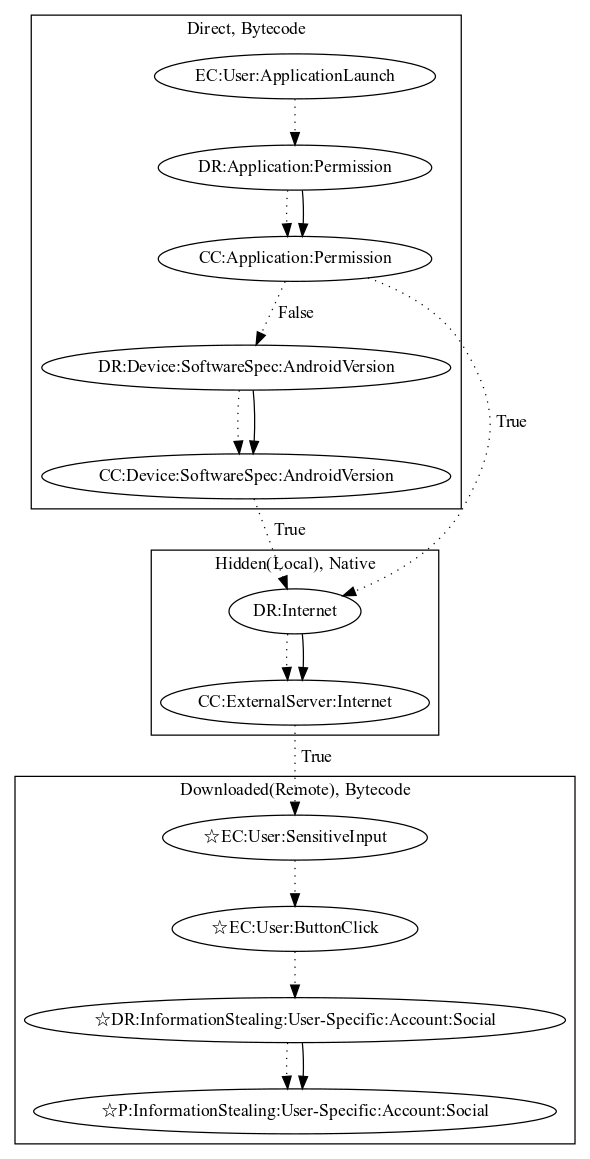 Direct, Bytecode
EC:User:ApplicationLaunch
DR:Application:Permission
CC:Application:Permission
False
DR:Device:SoftwareSpec:AndroidVersion
True
CC:Device:SoftwareSpec:AndroidVersion
True
Hidden(Local), Native
DR:Internet
CC:ExternalServer:Internet
True
Downloaded(Remote), Bytecode
☆EC:User:SensitiveInput
☆EC:User:ButtonClick
☆DR:InformationStealing:User-Specific:Account:Social
☆P:InformationStealing:User-Specific:Account:Social